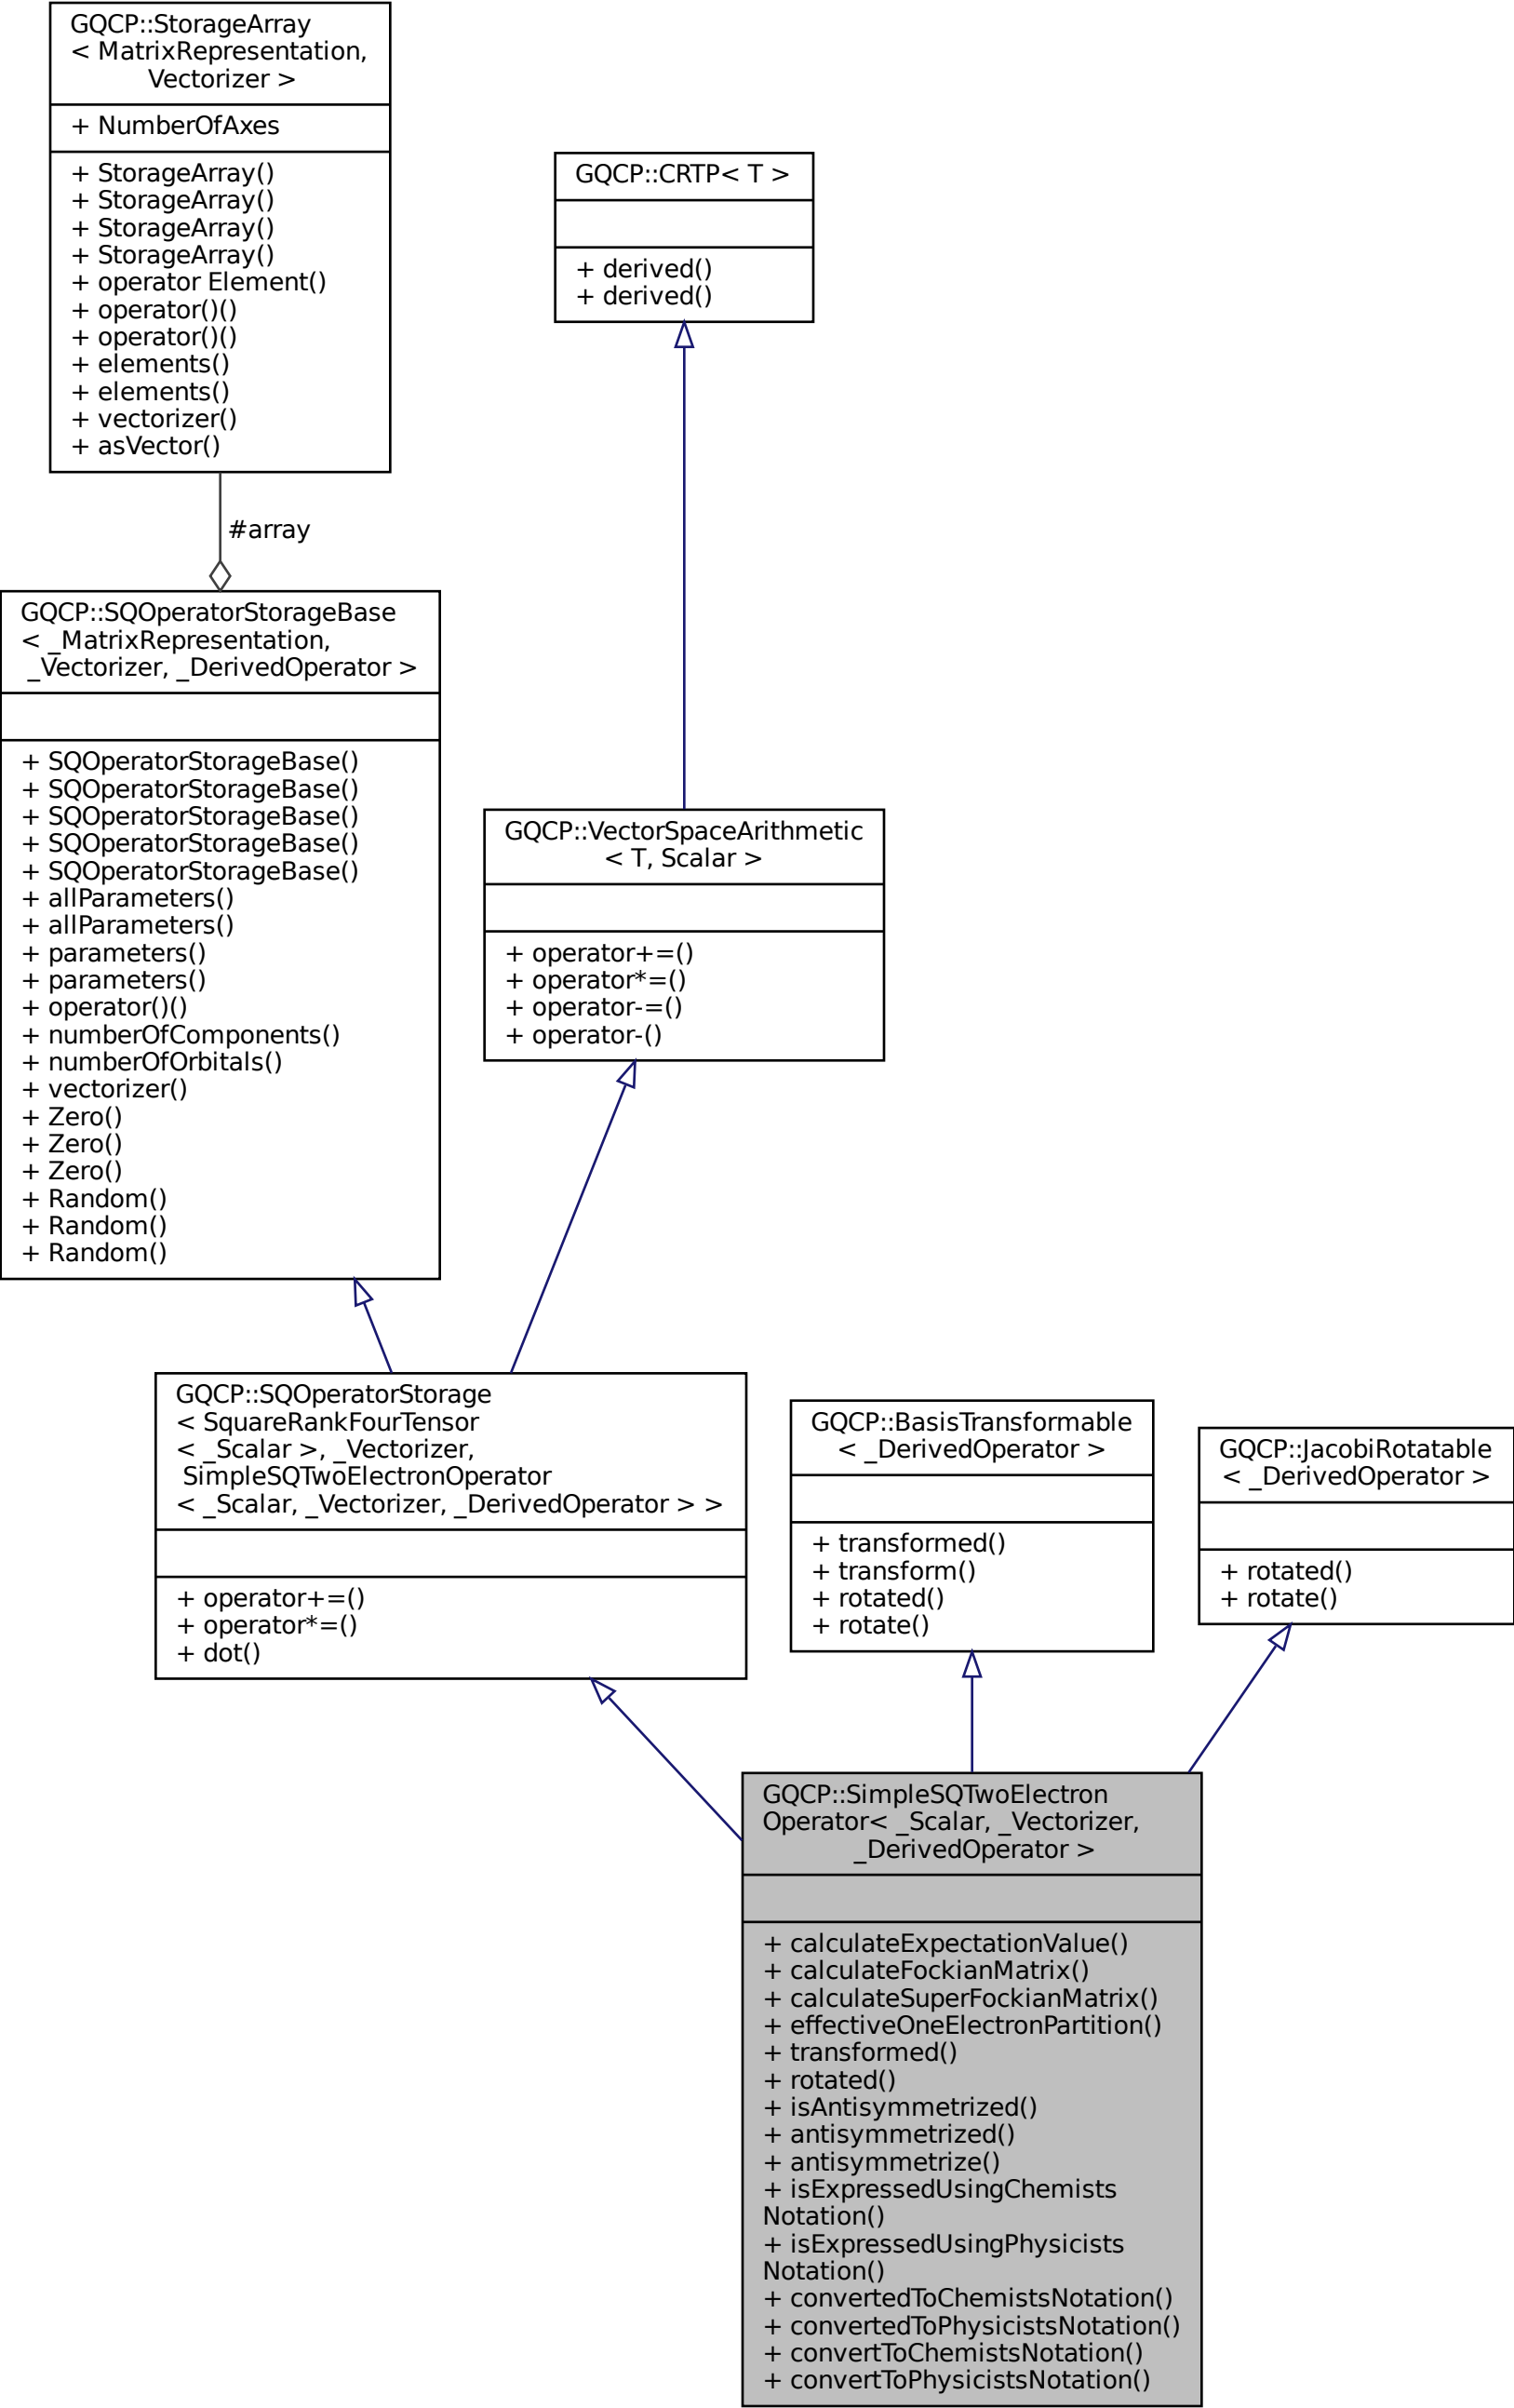 GQCP::StorageArray
< MatrixRepresentation,
Vectorizer >
+ NumberOfAxes
+ StorageArray()
+ StorageArray()
+ StorageArray()
+ StorageArray()
+ operator Element()
+ operator()()
+ operator()()
+ elements()
+ elements()
+ vectorizer()
+ asVector()
GQCP::CRTP< T >
+ derived()
+ derived()
#array
GQCP::SQOperatorStorageBase
< _MatrixRepresentation,
_Vectorizer, _DerivedOperator >
+ SQOperatorStorageBase()
+ SQOperatorStorageBase()
+ SQOperatorStorageBase()
+ SQOperatorStorageBase()
+ SQOperatorStorageBase()
+ allParameters()
+ allParameters()
+ parameters()
+ parameters()
+ operator()()
+ numberOfComponents()
+ numberOfOrbitals()
+ vectorizer()
+ Zero()
+ Zero()
+ Zero()
+ Random()
+ Random()
+ Random()
GQCP::VectorSpaceArithmetic
< T, Scalar >
+ operator+=()
+ operator*=()
+ operator-=()
+ operator-()
GQCP::SQOperatorStorage
< SquareRankFourTensor
< _Scalar >, _Vectorizer,
SimpleSQTwoElectronOperator
< _Scalar, _Vectorizer, _DerivedOperator > >
+ operator+=()
+ operator*=()
+ dot()
GQCP::BasisTransformable
< _DerivedOperator >
+ transformed()
+ transform()
+ rotated()
+ rotate()
GQCP::JacobiRotatable
< _DerivedOperator >
+ rotated()
+ rotate()
GQCP::SimpleSQTwoElectron
Operator< _Scalar, _Vectorizer,
_DerivedOperator >
+ calculateExpectationValue()
+ calculateFockianMatrix()
+ calculateSuperFockianMatrix()
+ effectiveOneElectronPartition()
+ transformed()
+ rotated()
+ isAntisymmetrized()
+ antisymmetrized()
+ antisymmetrize()
+ isExpressedUsingChemists
Notation()
+ isExpressedUsingPhysicists
Notation()
+ convertedToChemistsNotation()
+ convertedToPhysicistsNotation()
+ convertToChemistsNotation()
+ convertToPhysicistsNotation()